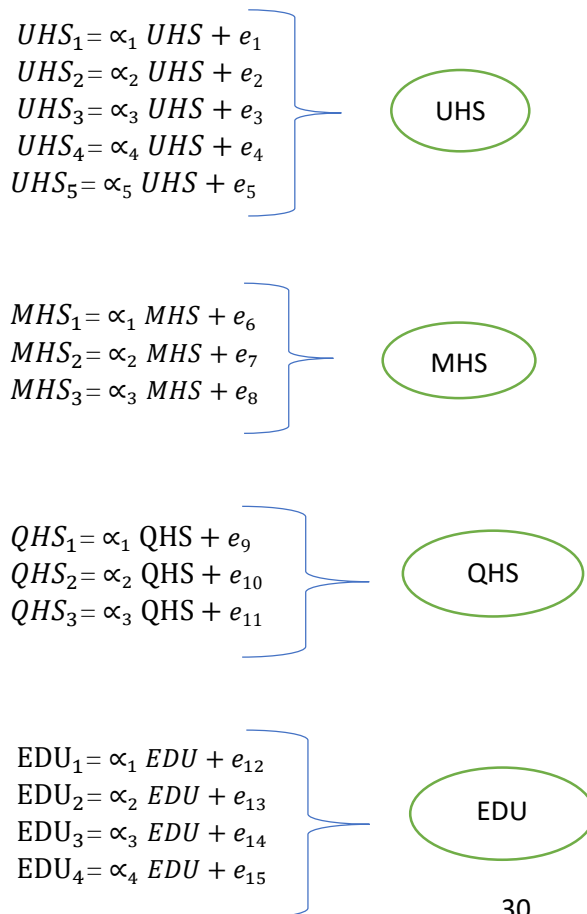 UHS₁= ∝₁ UHS + e₁
UHS₂= ∝₂ UHS + e₂
UHS₃= ∝₃ UHS + e₃
UHS₄= ∝₄ UHS + e₄
UHS₅= ∝₅ UHS + e₅
UHS
MHS₁= ∝₁ MHS + e₆
MHS₂= ∝₂ MHS + e₇
MHS₃= ∝₃ MHS + e₈
MHS
QHS₁= ∝₁ QHS + e₉
QHS₂= ∝₂ QHS + e₁₀
QHS₃= ∝₃ QHS + e₁₁
QHS
EDU₁= ∝₁ EDU + e₁₂
EDU₂= ∝₂ EDU + e₁₃
EDU₃= ∝₃ EDU + e₁₄
EDU₄= ∝₄ EDU + e₁₅
EDU
30